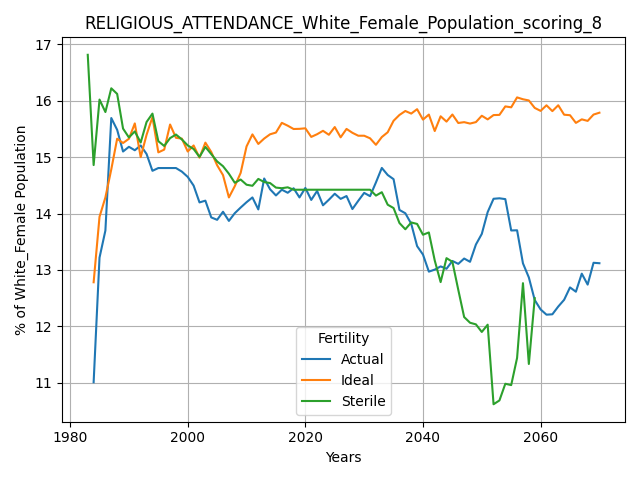 RELIGIOUS_ATTENDANCE_White_Female_Population_scoring_8
% of White_Female Population
17
16
15
14
13
12
11
Fertility
Actual
Ideal
Sterile
1980
2000
2020
2040
2060
Years